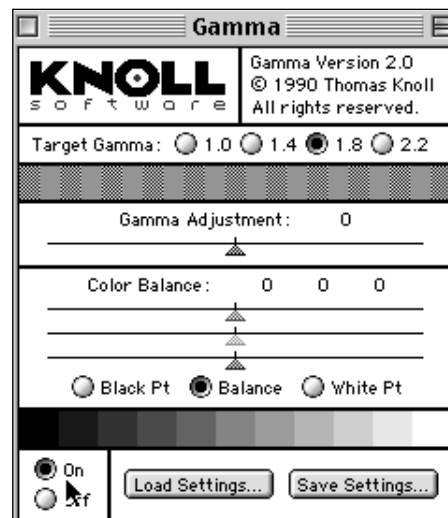 Gamma
KNOLL
software
Gamma Version 2.0
© 1990 Thomas Knoll
All rights reserved.
Target Gamma: 1.0 1.4 1.8 2.2
Gamma Adjustment: 0
Color Balance: 0 0 0
Black Pt Balance White Pt
On
Off
Load Settings... Save Settings...